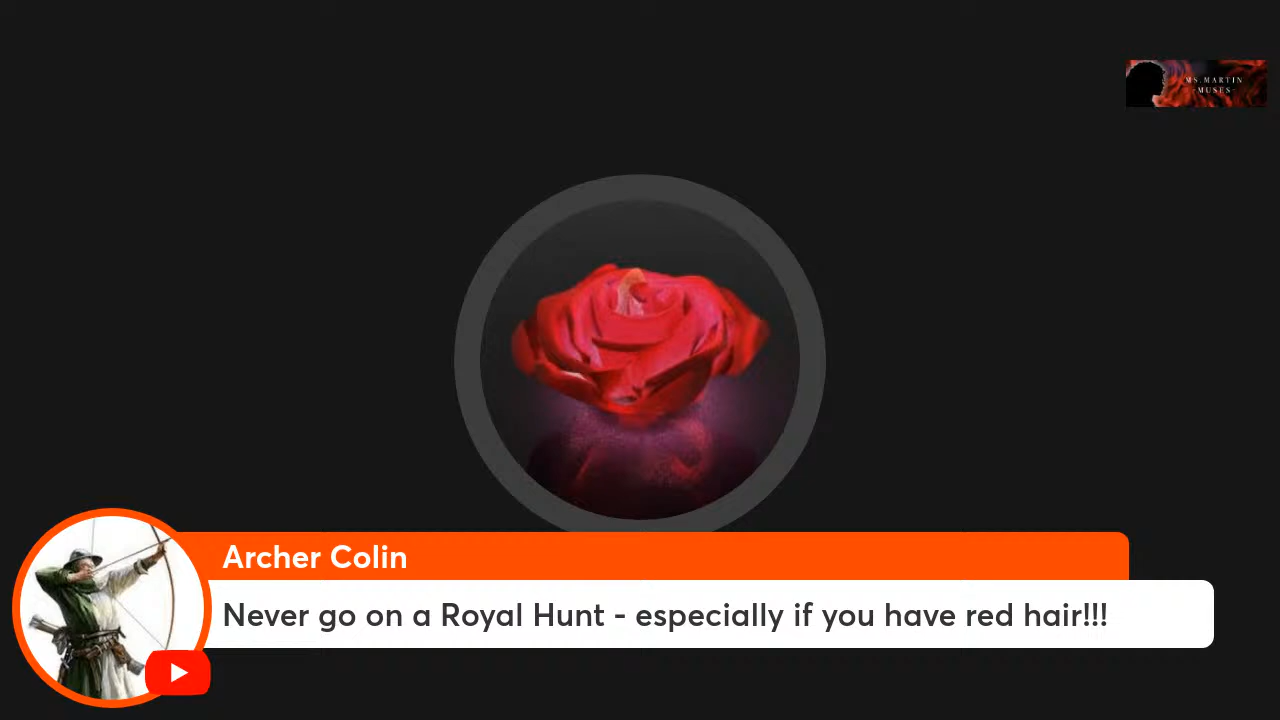 MS.MARTIN
-MUSES-
Archer Colin
Never go on a Royal Hunt - especially if you have red hair!!!